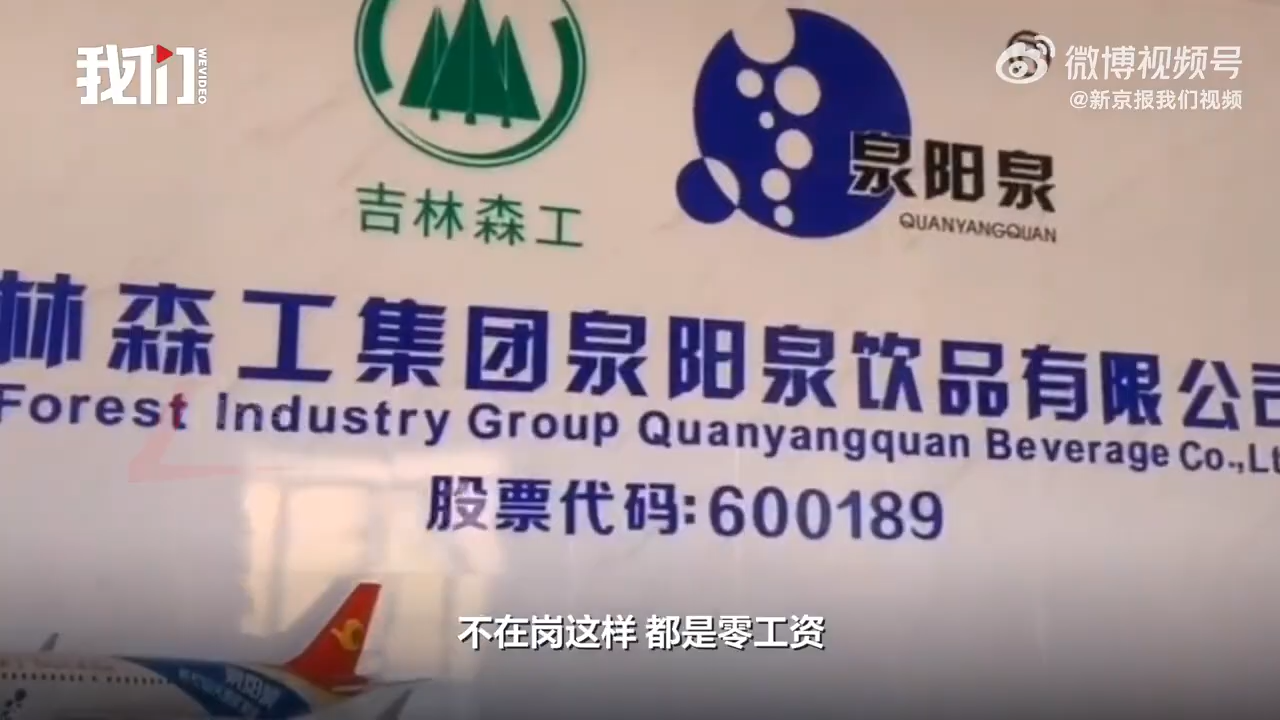 我们
WEVIDEO
微博视频号
@新京报我们视频
吉林森工
泉阳泉
QUANYANGQUAN
林森工集团泉阳泉饮品有限公司
Forest Industry Group Quanyangquan Beverage Co.,Lt
股票代码:600189
不在岗这样 都是零工资
泉阳泉